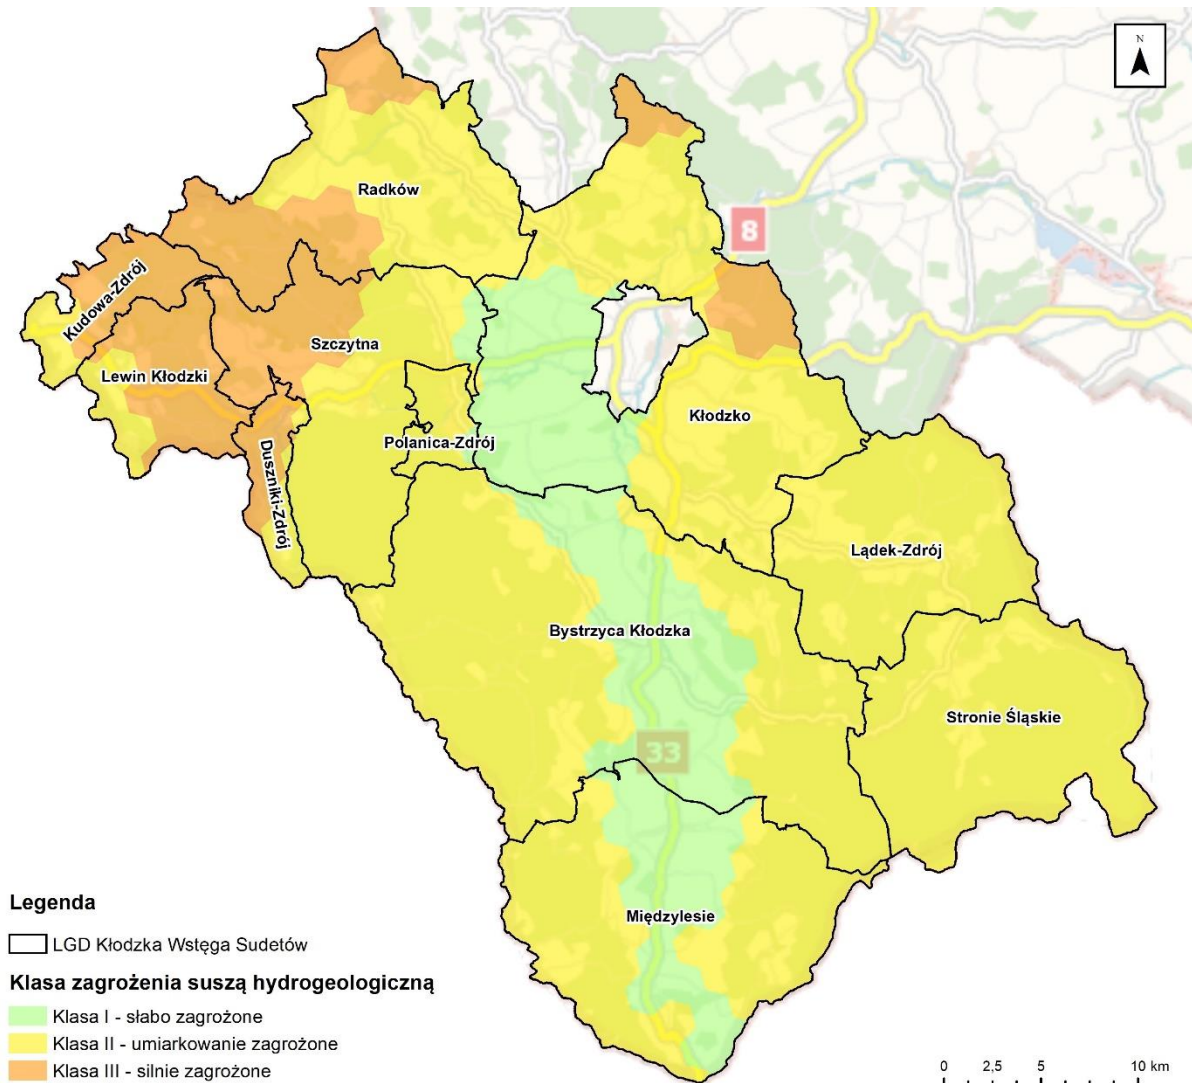 N
Radków
8
Kudowa-Zdrój
Szczytna
Lewin Kłodzki
Kłodzko
Polanica-Zdrój
Duszniki-Zdrój
Lądek-Zdrój
Bystrzyca Kłodzka
Stronie Śląskie
33
Międzylesie
Legenda
LGD Kłodzka Wstęga Sudetów
Klasa zagrożenia suszą hydrogeologiczną
Klasa I - słabo zagrożone
Klasa II - umiarkowanie zagrożone
Klasa III - silnie zagrożone
0 2,5 5 10 km